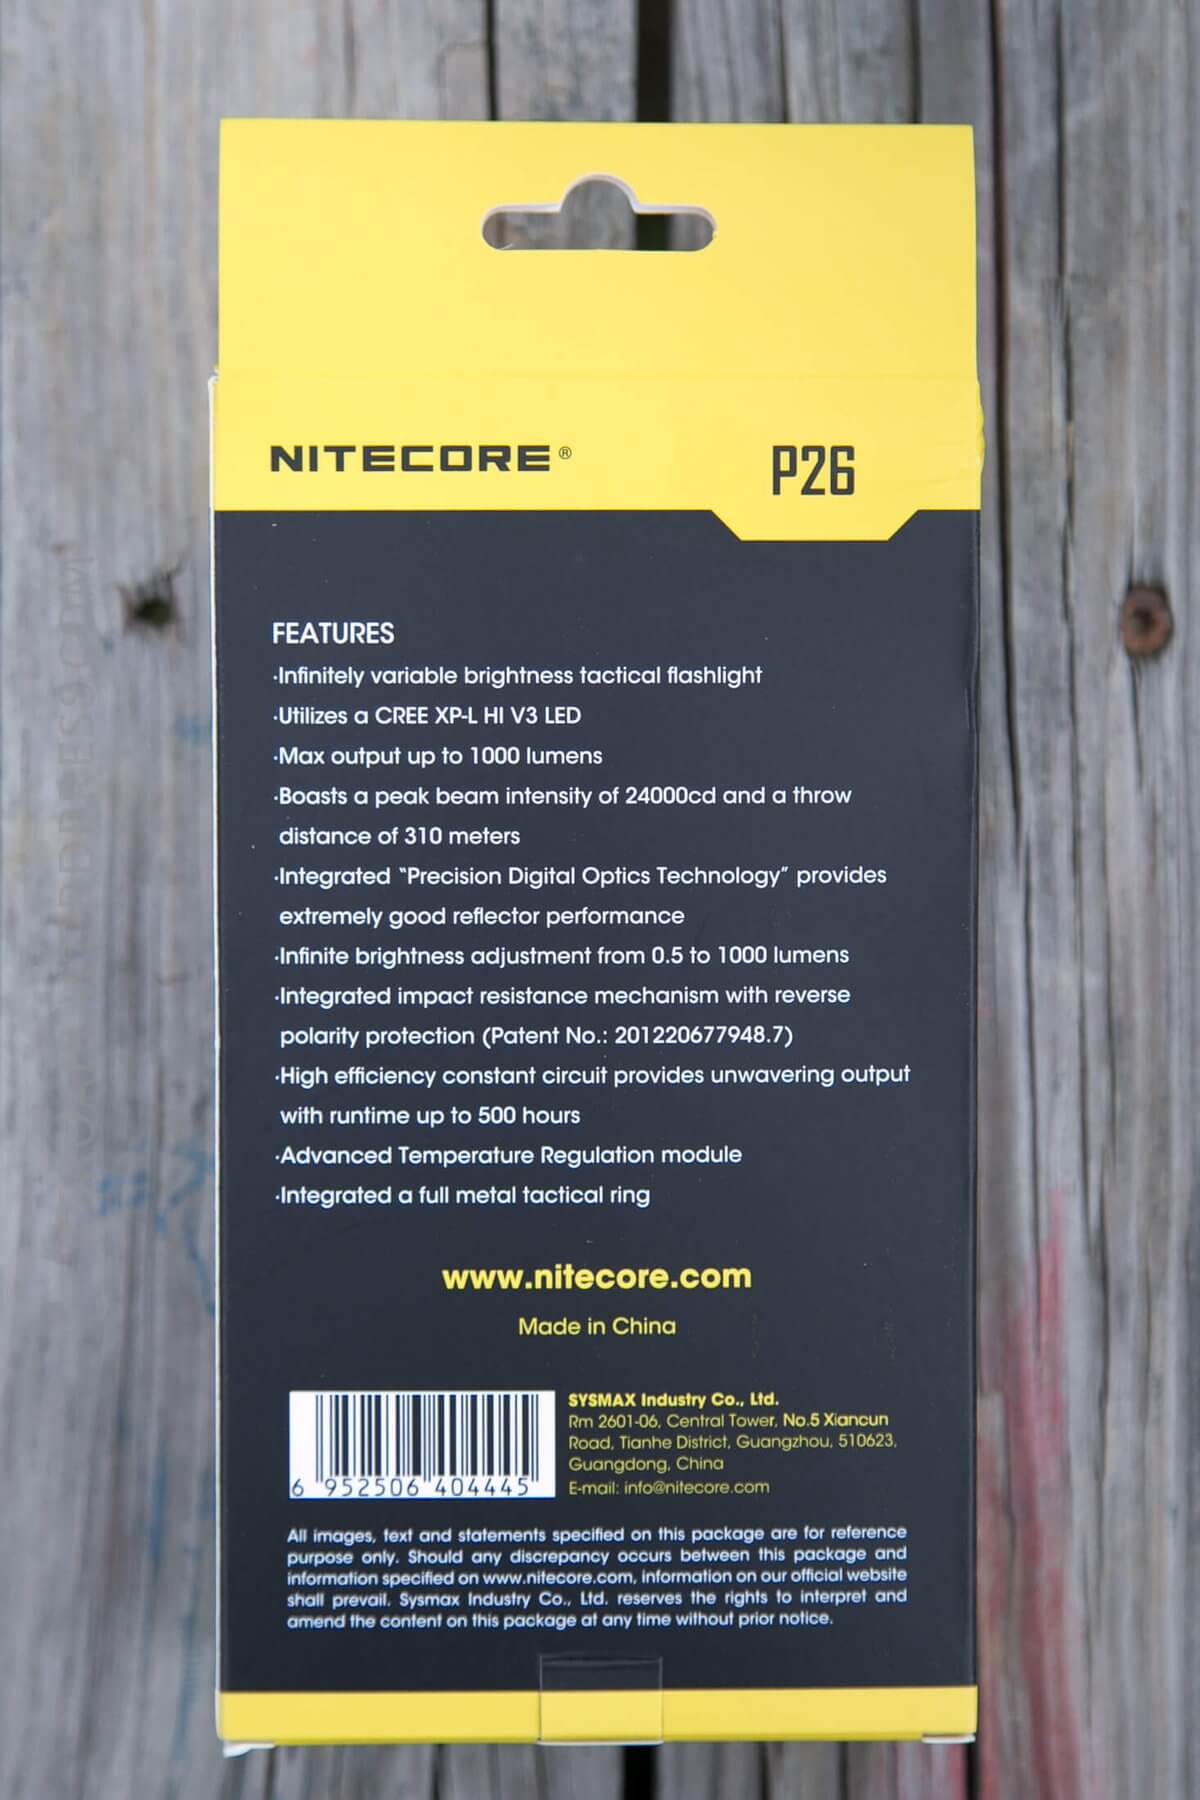 NITECORE®
P26
FEATURES
·Infinitely variable brightness tactical flashlight
·Utilizes a CREE XP-L HI V3 LED
·Max output up to 1000 lumens
·Boasts a peak beam intensity of 24000cd and a throw
distance of 310 meters
·Integrated “Precision Digital Optics Technology” provides
extremely good reflector performance
·Infinite brightness adjustment from 0.5 to 1000 lumens
·Integrated impact resistance mechanism with reverse
polarity protection (Patent No.: 201220677948.7)
·High efficiency constant circuit provides unwavering output
with runtime up to 500 hours
·Advanced Temperature Regulation module
·Integrated a full metal tactical ring
www.nitecore.com
Made in China
6 952506 404445
SYSMAX Industry Co., Ltd.
Rm 2601-06, Central Tower, No.5 Xiancun
Road, Tianhe District, Guangzhou, 510623,
Guangdong, China
E-mail: info@nitecore.com
All images, text and statements specified on this package are for reference
purpose only. Should any discrepancy occurs between this package and
information specified on www.nitecore.com, information on our official website
shall prevail. Sysmax Industry Co., Ltd. reserves the rights to interpret and
amend the content on this package at any time without prior notice.